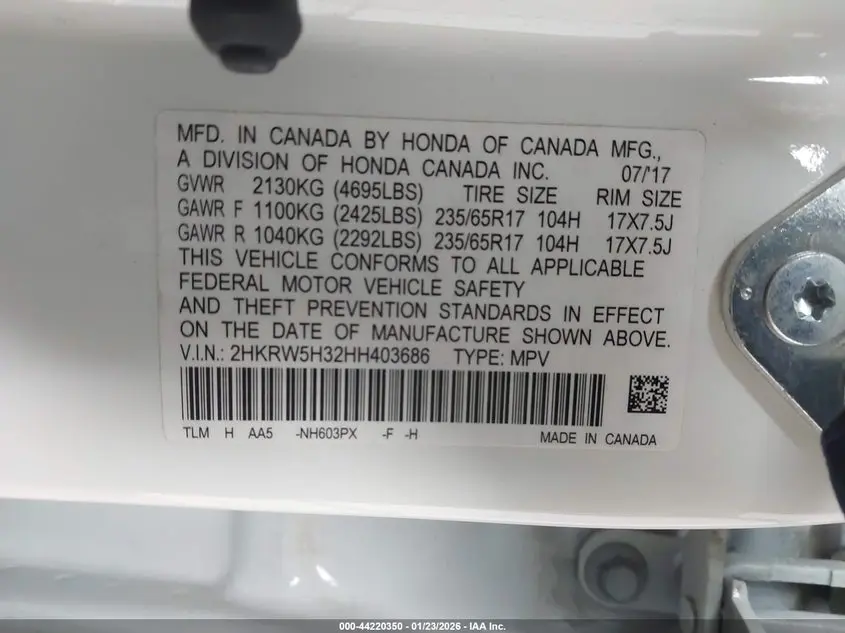 MFD. IN CANADA BY HONDA OF CANADA MFG.,
A DIVISION OF HONDA CANADA INC. 07/'17
GVWR 2130KG (4695LBS) TIRE SIZE RIM SIZE
GAWR F 1100KG (2425LBS) 235/65R17 104H 17X7.5J
GAWR R 1040KG (2292LBS) 235/65R17 104H 17X7.5J
THIS VEHICLE CONFORMS TO ALL APPLICABLE
FEDERAL MOTOR VEHICLE SAFETY
AND THEFT PREVENTION STANDARDS IN EFFECT
ON THE DATE OF MANUFACTURE SHOWN ABOVE.
V.I.N.: 2HKRW5H32HH403686 TYPE: MPV
TLM H AA5 -NH603PX -F -H MADE IN CANADA
000-44220350 - 01/23/2026 - IAA Inc.